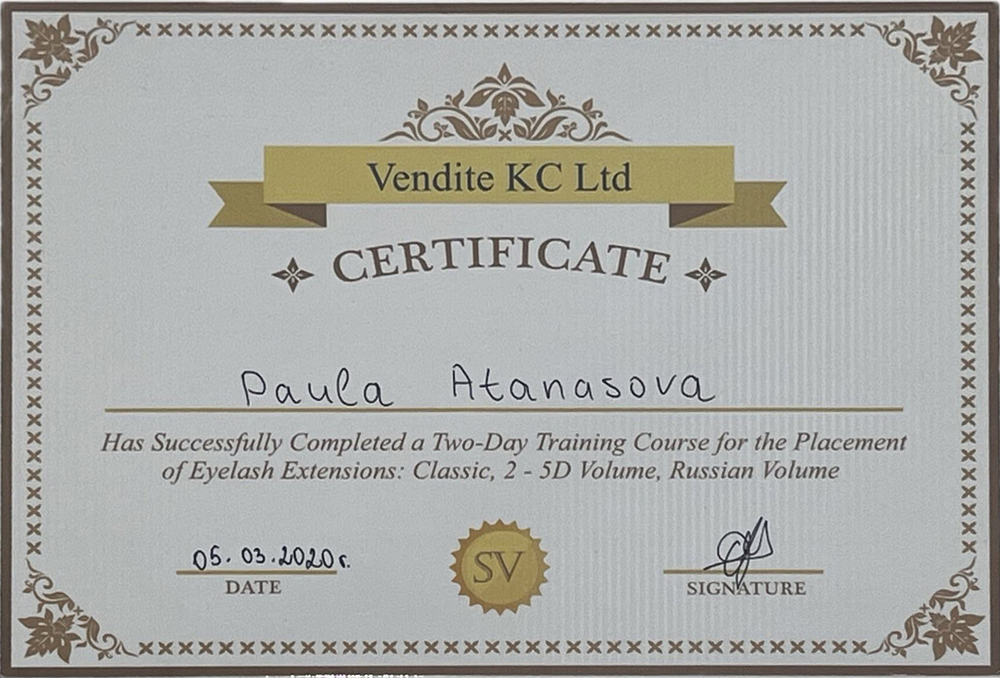 Vendite KC Ltd
CERTIFICATE
Paula Atanasova
Has Successfully Completed a Two-Day Training Course for the Placement
of Eyelash Extensions: Classic, 2 - 5D Volume, Russian Volume
05.03.2020г.
DATE
SV
SIGNATURE